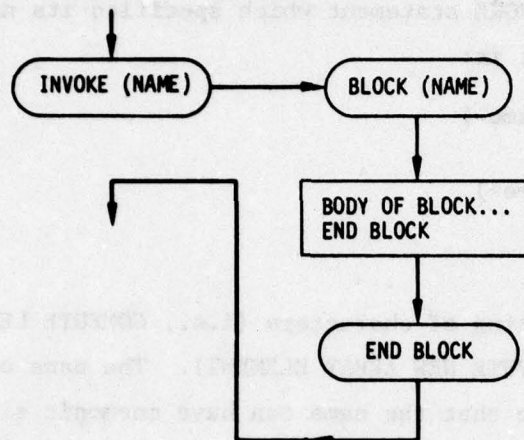 INVOKE (NAME)
BLOCK (NAME)
BODY OF BLOCK...
END BLOCK
END BLOCK